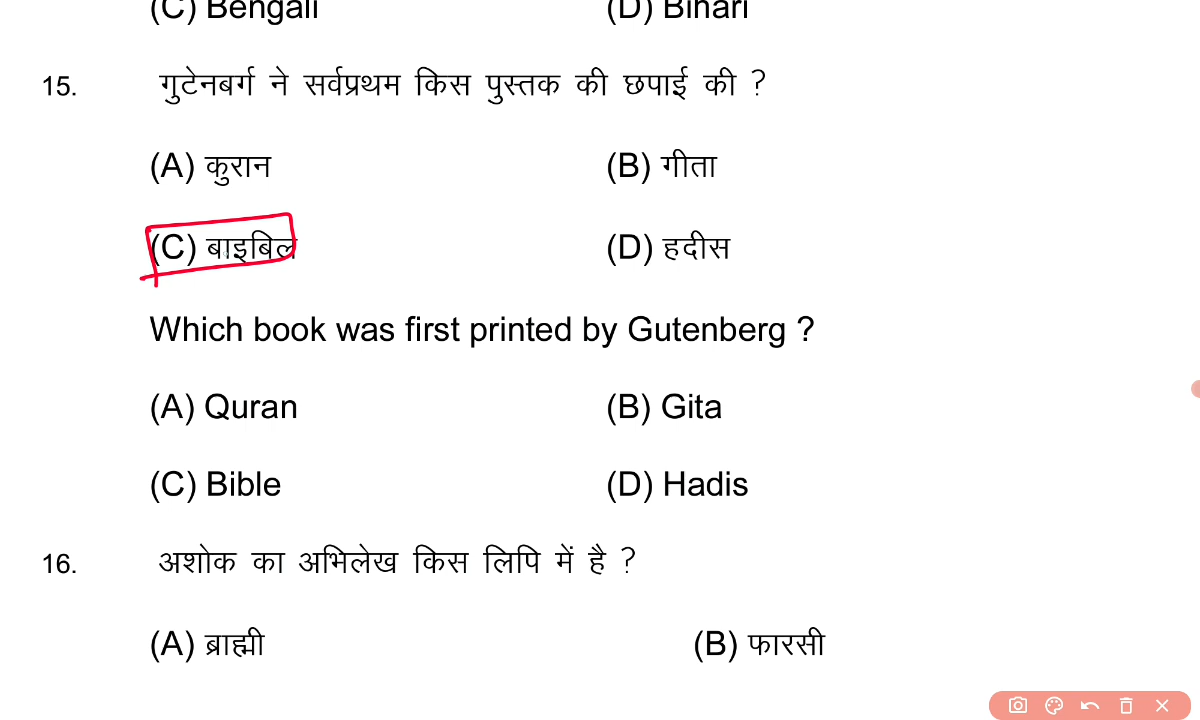 (C) Bengali (D) Bihari
15. गुटेनबर्ग ने सर्वप्रथम किस पुस्तक की छपाई की ?
(A) कुरान (B) गीता
(C) बाइबिल (D) हदीस
Which book was first printed by Gutenberg ?
(A) Quran (B) Gita
(C) Bible (D) Hadis
16. अशोक का अभिलेख किस लिपि में है ?
(A) ब्राह्मी (B) फारसी